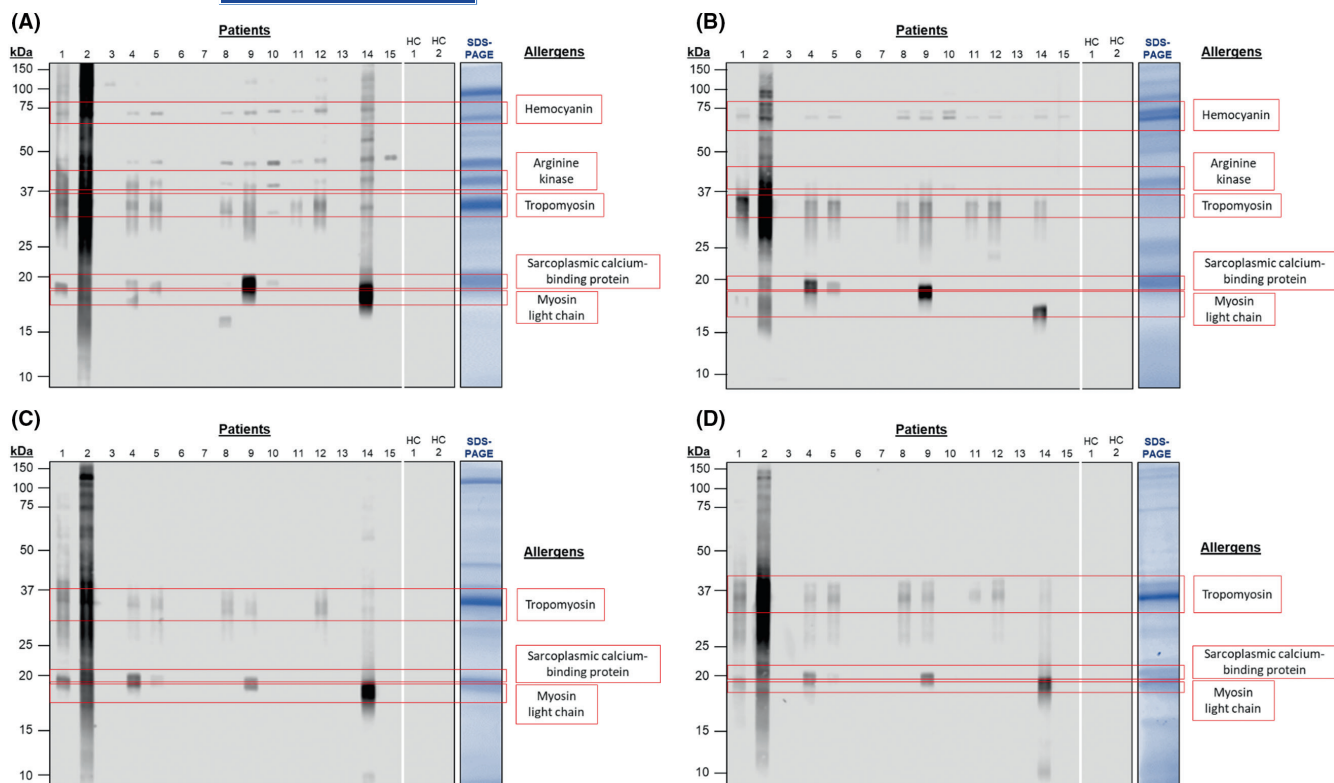 (A)
Patients
kDa 1 2 3 4 5 6 7 8 9 10 11 12 13 14 15 HC 1 HC 2 SDS-PAGE Allergens
150
100
75
50
37
25
20
15
10
Hemocyanin
Arginine
kinase
Tropomyosin
Sarcoplasmic calcium-
binding protein
Myosin
light chain
(B)
Patients
kDa 1 2 3 4 5 6 7 8 9 10 11 12 13 14 15 HC 1 HC 2 SDS-PAGE Allergens
150
100
75
50
37
25
20
15
10
Hemocyanin
Arginine
kinase
Tropomyosin
Sarcoplasmic calcium-
binding protein
Myosin
light chain
(C)
Patients
kDa 1 2 3 4 5 6 7 8 9 10 11 12 13 14 15 HC 1 HC 2 SDS-PAGE
150
100
75
50
37
25
20
15
10
Allergens
Tropomyosin
Sarcoplasmic calcium-
binding protein
Myosin
light chain
(D)
Patients
kDa 1 2 3 4 5 6 7 8 9 10 11 12 13 14 15 HC 1 HC 2 SDS-PAGE
150
100
75
50
37
25
20
15
10
Allergens
Tropomyosin
Sarcoplasmic calcium-
binding protein
Myosin
light chain